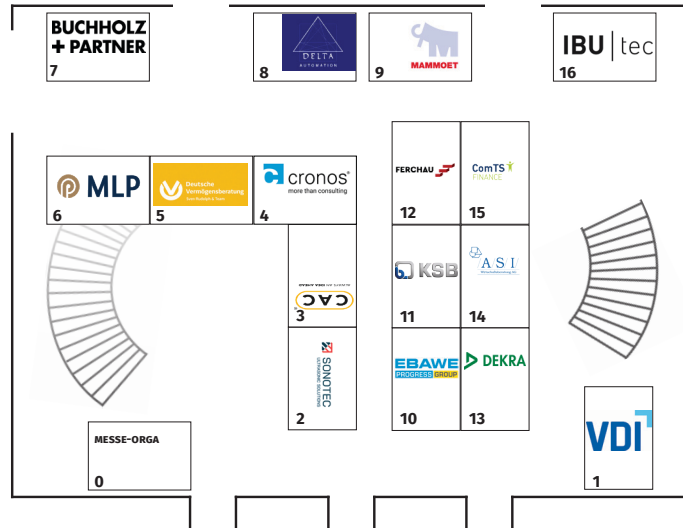 BUCHHOLZ
+ PARTNER
7
DELTA
AUTOMATION
8
MAMMOET
9
IBU|tec
16
MLP
6
Deutsche
Vermögensberatung
5
cronos®
more than consulting
4
FERCHAU
12
ComTS
FINANCE
15
CAC
3
KSB
11
A/S/I
14
SONOTEC
ULTRASONIC SOLUTIONS
2
EBAWE
PROGRESS GROUP
10
DEKRA
13
MESSE-ORGA
0
VDI
1